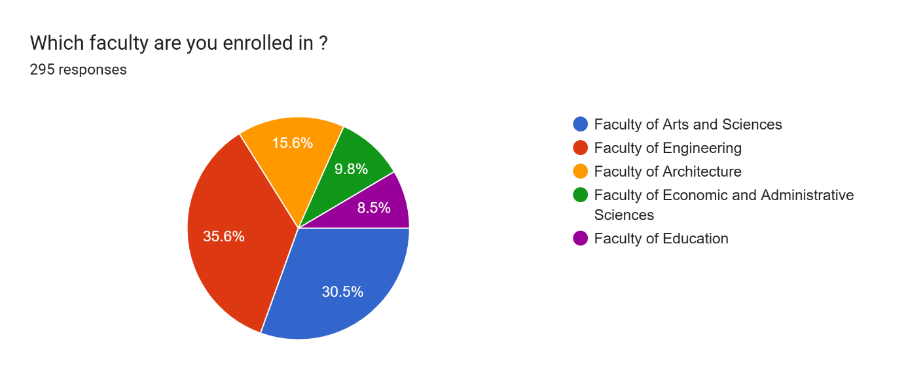 Which faculty are you enrolled in ?
295 responses
15.6%
9.8%
8.5%
35.6%
30.5%
Faculty of Arts and Sciences
Faculty of Engineering
Faculty of Architecture
Faculty of Economic and Administrative
Sciences
Faculty of Education